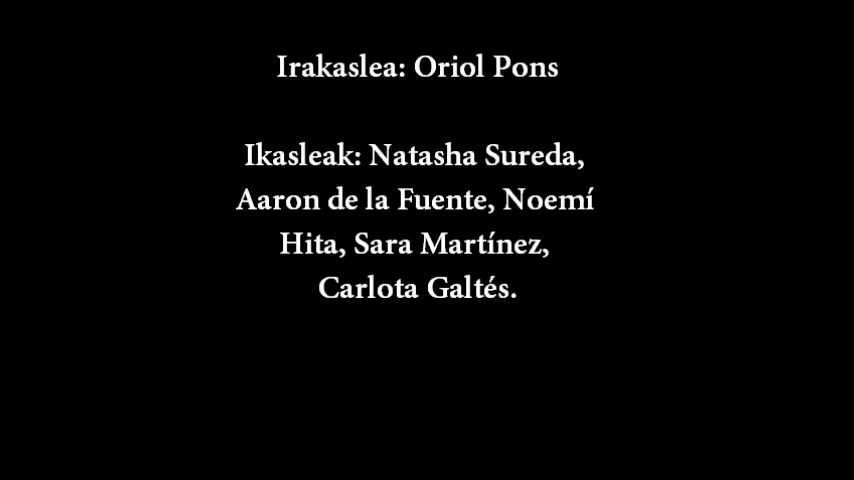 Irakaslea: Oriol Pons
Ikasleak: Natasha Sureda,
Aaron de la Fuente, Noemí
Hita, Sara Martínez,
Carlota Galtés.